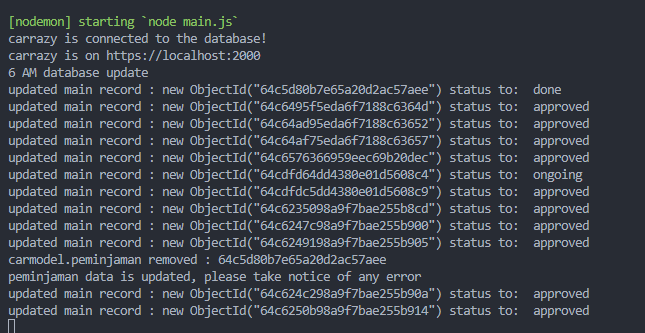 [nodemon] starting `node main.js`
carrazy is connected to the database!
carrazy is on https://localhost:2000
6 AM database update
updated main record : new ObjectId("64c5d80b7e65a20d2ac57aee") status to:  done
updated main record : new ObjectId("64c6495f5eda6f7188c6364d") status to:  approved
updated main record : new ObjectId("64c64ad95eda6f7188c63652") status to:  approved
updated main record : new ObjectId("64c64af75eda6f7188c63657") status to:  approved
updated main record : new ObjectId("64c6576366959eec69b20dec") status to:  approved
updated main record : new ObjectId("64cdfd64dd4380e01d5608c4") status to:  ongoing
updated main record : new ObjectId("64cdfdc5dd4380e01d5608c9") status to:  approved
updated main record : new ObjectId("64c6235098a9f7bae255b8cd") status to:  approved
updated main record : new ObjectId("64c6247c98a9f7bae255b900") status to:  approved
updated main record : new ObjectId("64c6249198a9f7bae255b905") status to:  approved
carmodel.peminjaman removed : 64c5d80b7e65a20d2ac57aee
peminjaman data is updated, please take notice of any error
updated main record : new ObjectId("64c624c298a9f7bae255b90a") status to:  approved
updated main record : new ObjectId("64c6250b98a9f7bae255b914") status to:  approved